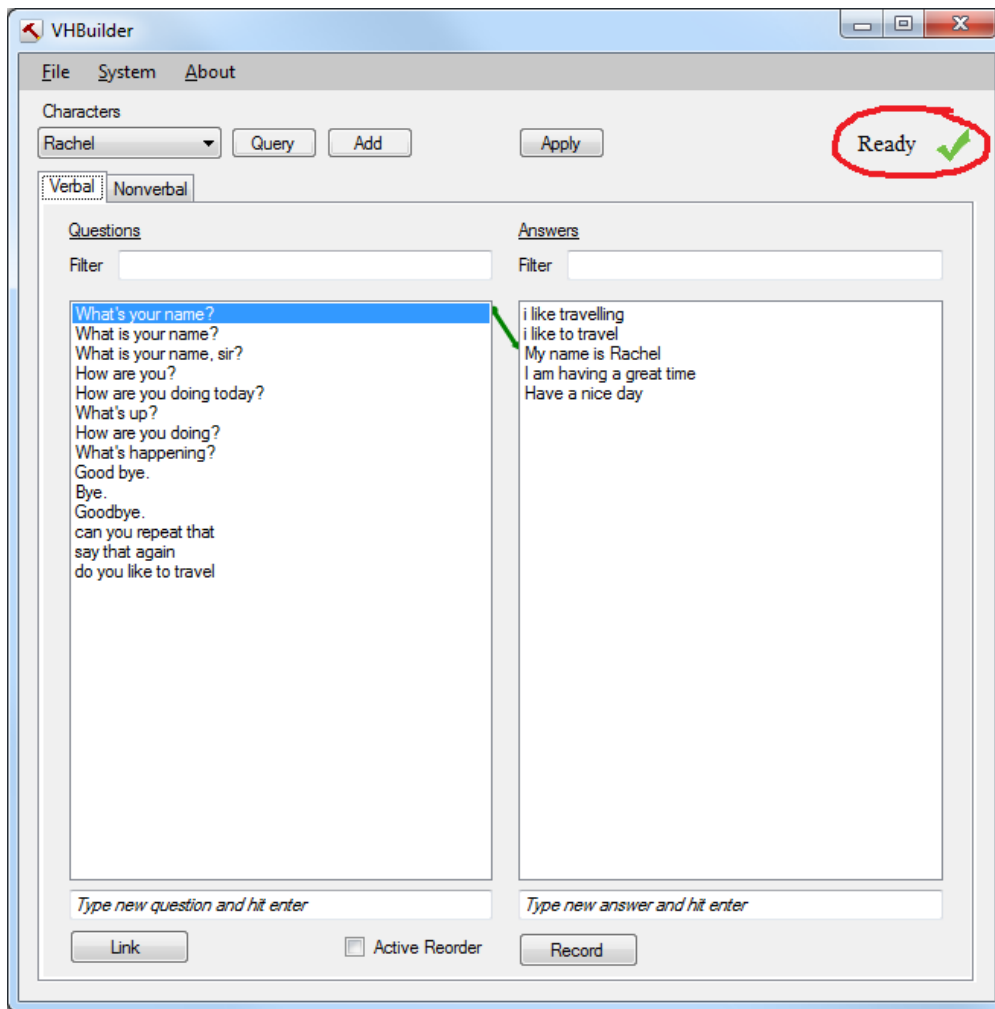 VHBuilder
File System About
Characters
Rachel Query Add Apply Ready
Verbal Nonverbal
Questions
Filter
What's your name?
What is your name?
What is your name, sir?
How are you?
How are you doing today?
What's up?
How are you doing?
What's happening?
Good bye.
Bye.
Goodbye.
can you repeat that
say that again
do you like to travel
Type new question and hit enter
Link Active Reorder
Answers
Filter
i like travelling
i like to travel
My name is Rachel
I am having a great time
Have a nice day
Type new answer and hit enter
Record